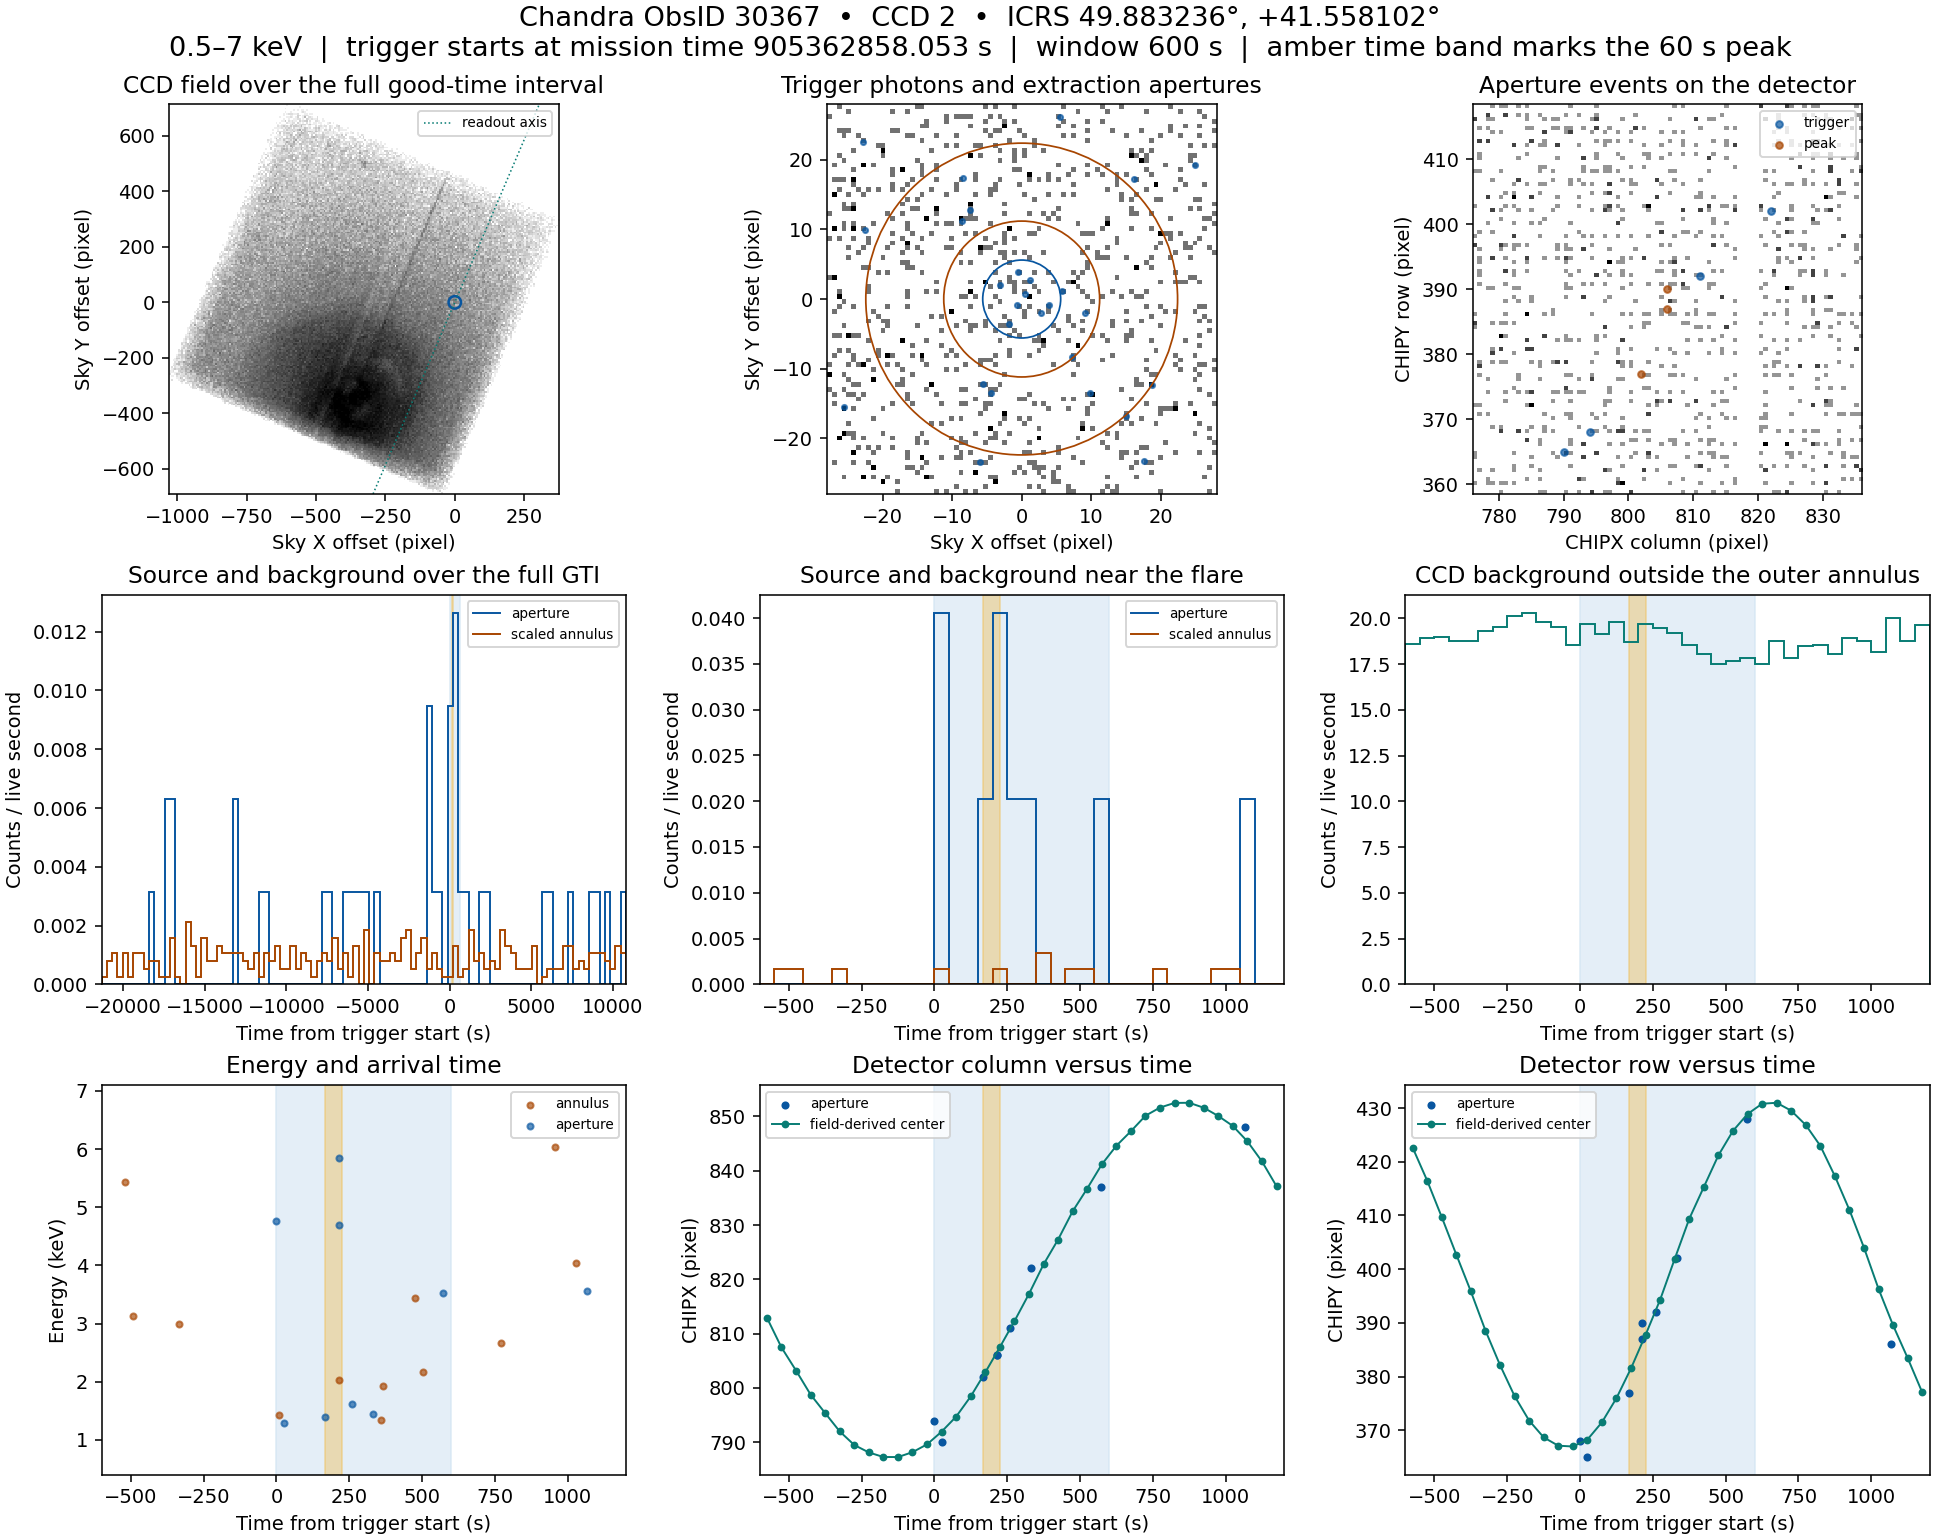 Chandra ObsID 30367  •  CCD 2  •  ICRS 49.883236°, +41.558102°
0.5–7 keV  |  trigger starts at mission time 905362858.053 s  |  window 600 s  |  amber time band marks the 60 s peak
CCD field over the full good-time interval
readout axis
600
400
200
0
−200
−400
−600
Sky Y offset (pixel)
−1000
−750
−500
−250
0
250
Sky X offset (pixel)
Trigger photons and extraction apertures
20
10
0
−10
−20
Sky Y offset (pixel)
−20
−10
0
10
20
Sky X offset (pixel)
Aperture events on the detector
trigger
peak
410
400
390
380
370
360
CHIPY row (pixel)
780
790
800
810
820
830
CHIPX column (pixel)
Source and background over the full GTI
aperture
scaled annulus
0.012
0.010
0.008
0.006
0.004
0.002
0.000
Counts / live second
−20000
−15000
−10000
−5000
0
5000
10000
Time from trigger start (s)
Source and background near the flare
aperture
scaled annulus
0.040
0.035
0.030
0.025
0.020
0.015
0.010
0.005
0.000
Counts / live second
−500
−250
0
250
500
750
1000
Time from trigger start (s)
CCD background outside the outer annulus
20.0
17.5
15.0
12.5
10.0
7.5
5.0
2.5
0.0
Counts / live second
−500
−250
0
250
500
750
1000
Time from trigger start (s)
Energy and arrival time
annulus
aperture
7
6
5
4
3
2
1
Energy (keV)
−500
−250
0
250
500
750
1000
Time from trigger start (s)
Detector column versus time
aperture
field-derived center
850
840
830
820
810
800
790
CHIPX (pixel)
−500
−250
0
250
500
750
1000
Time from trigger start (s)
Detector row versus time
aperture
field-derived center
430
420
410
400
390
380
370
CHIPY (pixel)
−500
−250
0
250
500
750
1000
Time from trigger start (s)